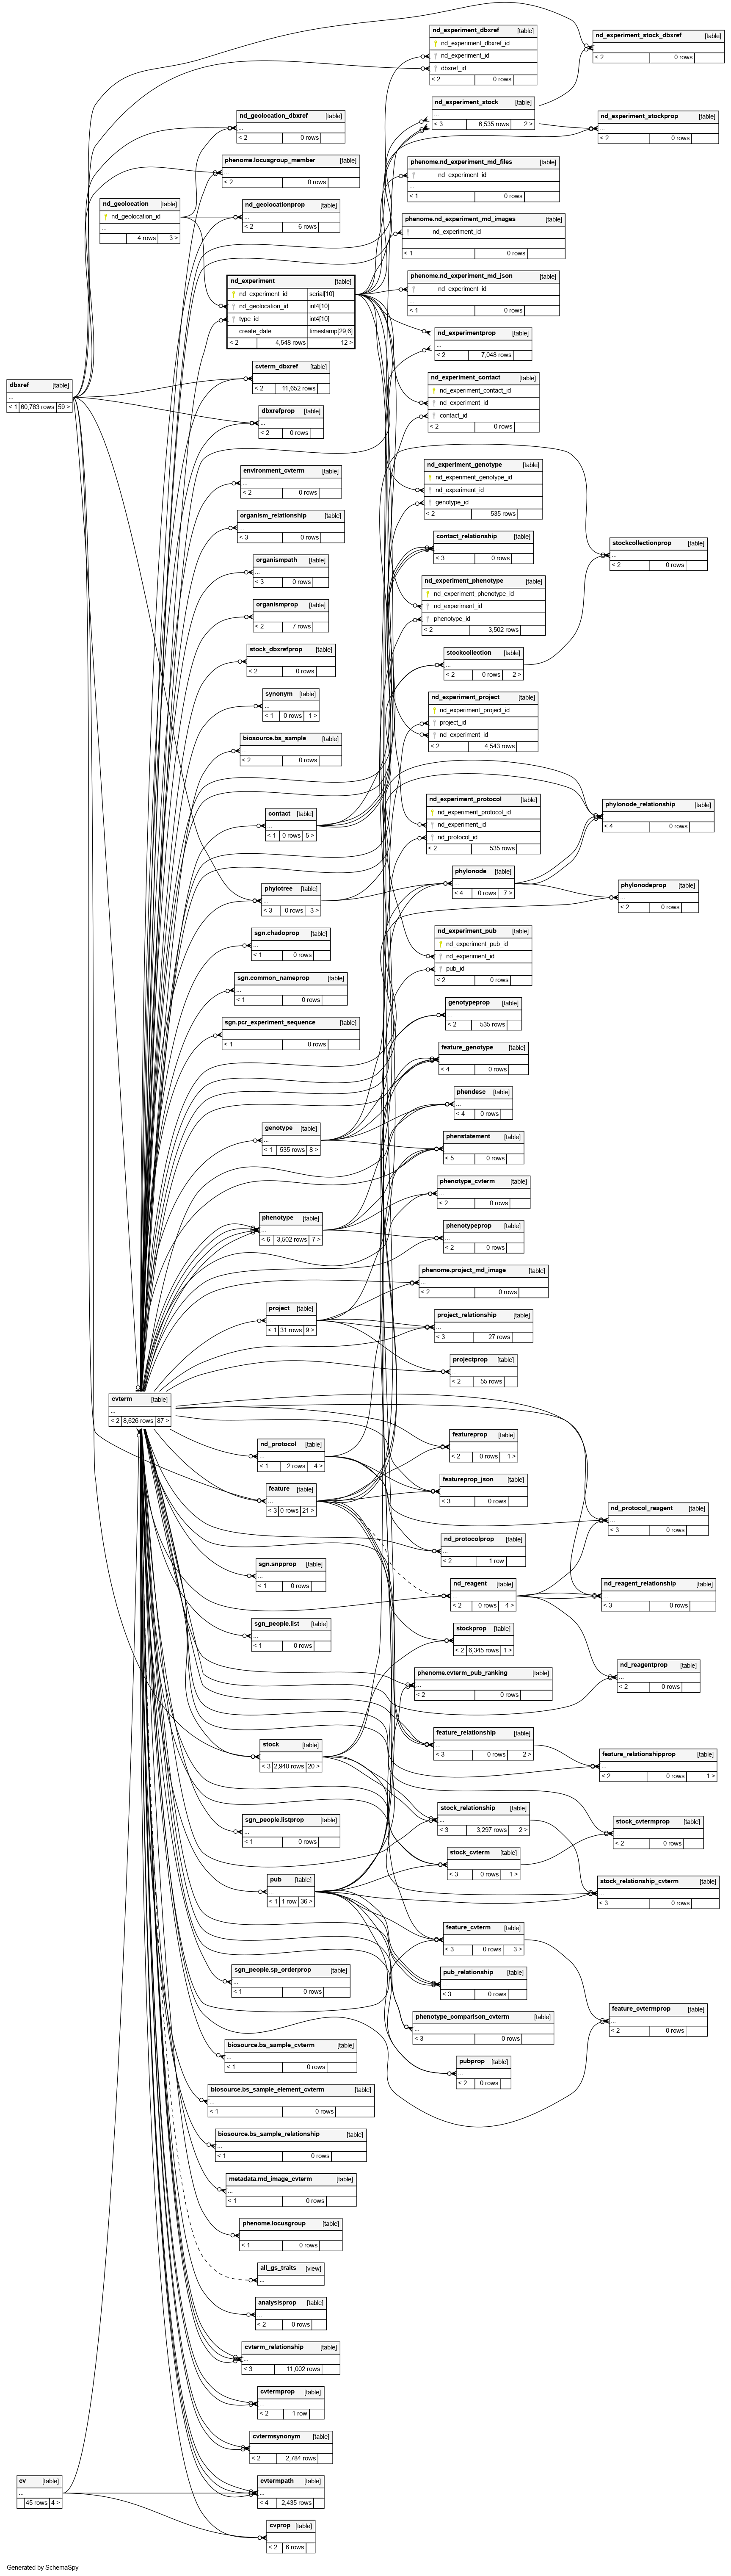 nd_experiment_dbxref [table]
nd_experiment_dbxref_id
nd_experiment_id
dbxref_id
< 2 0 rows
nd_experiment_stock_dbxref [table]
...
< 2 0 rows
nd_experiment_stock [table]
...
< 3 6,535 rows 2 >
nd_geolocation_dbxref [table]
...
< 2 0 rows
nd_experiment_stockprop [table]
...
< 2 0 rows
phenome.locusgroup_member [table]
...
< 2 0 rows
phenome.nd_experiment_md_files [table]
nd_experiment_id
...
< 1 0 rows
nd_geolocation [table]
nd_geolocation_id
...
4 rows 3 >
nd_geolocationprop [table]
...
< 2 6 rows
phenome.nd_experiment_md_images [table]
nd_experiment_id
...
< 1 0 rows
nd_experiment [table]
nd_experiment_id serial[10]
nd_geolocation_id int4[10]
type_id int4[10]
create_date timestamp[29,6]
< 2 4,548 rows 12 >
phenome.nd_experiment_md_json [table]
nd_experiment_id
...
< 1 0 rows
nd_experimentprop [table]
...
< 2 7,048 rows
cvterm_dbxref [table]
...
< 2 11,652 rows
dbxref [table]
...
< 1 60,763 rows 59 >
nd_experiment_contact [table]
nd_experiment_contact_id
nd_experiment_id
contact_id
< 2 0 rows
dbxrefprop [table]
...
< 2 0 rows
environment_cvterm [table]
...
< 2 0 rows
nd_experiment_genotype [table]
nd_experiment_genotype_id
nd_experiment_id
genotype_id
< 2 535 rows
organism_relationship [table]
...
< 3 0 rows
contact_relationship [table]
...
< 3 0 rows
stockcollectionprop [table]
...
< 2 0 rows
organismpath [table]
...
< 3 0 rows
nd_experiment_phenotype [table]
nd_experiment_phenotype_id
nd_experiment_id
phenotype_id
< 2 3,502 rows
organismprop [table]
...
< 2 7 rows
stock_dbxrefprop [table]
...
< 2 0 rows
stockcollection [table]
...
< 2 0 rows 2 >
synonym [table]
...
< 1 0 rows 1 >
nd_experiment_project [table]
nd_experiment_project_id
project_id
nd_experiment_id
< 2 4,543 rows
biosource.bs_sample [table]
...
< 2 0 rows
contact [table]
...
< 1 0 rows 5 >
nd_experiment_protocol [table]
nd_experiment_protocol_id
nd_experiment_id
nd_protocol_id
< 2 535 rows
phylonode_relationship [table]
...
< 4 0 rows
phylotree [table]
...
< 3 0 rows 3 >
phylonode [table]
...
< 4 0 rows 7 >
phylonodeprop [table]
...
< 2 0 rows
sgn.chadoprop [table]
...
< 1 0 rows
nd_experiment_pub [table]
nd_experiment_pub_id
nd_experiment_id
pub_id
< 2 0 rows
sgn.common_nameprop [table]
...
< 1 0 rows
genotypeprop [table]
...
< 2 535 rows
sgn.pcr_experiment_sequence [table]
...
< 1 0 rows
feature_genotype [table]
...
< 4 0 rows
phendesc [table]
...
< 4 0 rows
genotype [table]
...
< 1 535 rows 8 >
phenstatement [table]
...
< 5 0 rows
phenotype_cvterm [table]
...
< 2 0 rows
phenotype [table]
...
< 6 3,502 rows 7 >
phenotypeprop [table]
...
< 2 0 rows
phenome.project_md_image [table]
...
< 2 0 rows
project [table]
...
< 1 31 rows 9 >
project_relationship [table]
...
< 3 27 rows
projectprop [table]
...
< 2 55 rows
cvterm [table]
...
< 2 8,626 rows 87 >
nd_protocol [table]
...
< 1 2 rows 4 >
featureprop [table]
...
< 2 0 rows 1 >
feature [table]
...
< 3 0 rows 21 >
featureprop_json [table]
...
< 3 0 rows
nd_protocol_reagent [table]
...
< 3 0 rows
nd_protocolprop [table]
...
< 2 1 row
sgn.snpprop [table]
...
< 1 0 rows
nd_reagent [table]
...
< 2 0 rows 4 >
nd_reagent_relationship [table]
...
< 3 0 rows
sgn_people.list [table]
...
< 1 0 rows
stockprop [table]
...
< 2 6,345 rows 1 >
nd_reagentprop [table]
...
< 2 0 rows
phenome.cvterm_pub_ranking [table]
...
< 2 0 rows
stock [table]
...
< 3 2,940 rows 20 >
feature_relationship [table]
...
< 3 0 rows 2 >
feature_relationshipprop [table]
...
< 2 0 rows 1 >
sgn_people.listprop [table]
...
< 1 0 rows
stock_relationship [table]
...
< 3 3,297 rows 2 >
stock_cvtermprop [table]
...
< 2 0 rows
stock_cvterm [table]
...
< 3 0 rows 1 >
pub [table]
...
< 1 1 row 36 >
stock_relationship_cvterm [table]
...
< 3 0 rows
feature_cvterm [table]
...
< 3 0 rows 3 >
sgn_people.sp_orderprop [table]
...
< 1 0 rows
pub_relationship [table]
...
< 3 0 rows
feature_cvtermprop [table]
...
< 2 0 rows
phenotype_comparison_cvterm [table]
...
< 3 0 rows
biosource.bs_sample_cvterm [table]
...
< 1 0 rows
pubprop [table]
...
< 2 0 rows
biosource.bs_sample_element_cvterm [table]
...
< 1 0 rows
biosource.bs_sample_relationship [table]
...
< 1 0 rows
metadata.md_image_cvterm [table]
...
< 1 0 rows
phenome.locusgroup [table]
...
< 1 0 rows
all_gs_traits [view]
...
analysisprop [table]
...
< 2 0 rows
cvterm_relationship [table]
...
< 3 11,002 rows
cvtermprop [table]
...
< 2 1 row
cvtermsynonym [table]
...
< 2 2,784 rows
cv [table]
...
45 rows 4 >
cvtermpath [table]
...
< 4 2,435 rows
cvprop [table]
...
< 2 6 rows
Generated by SchemaSpy